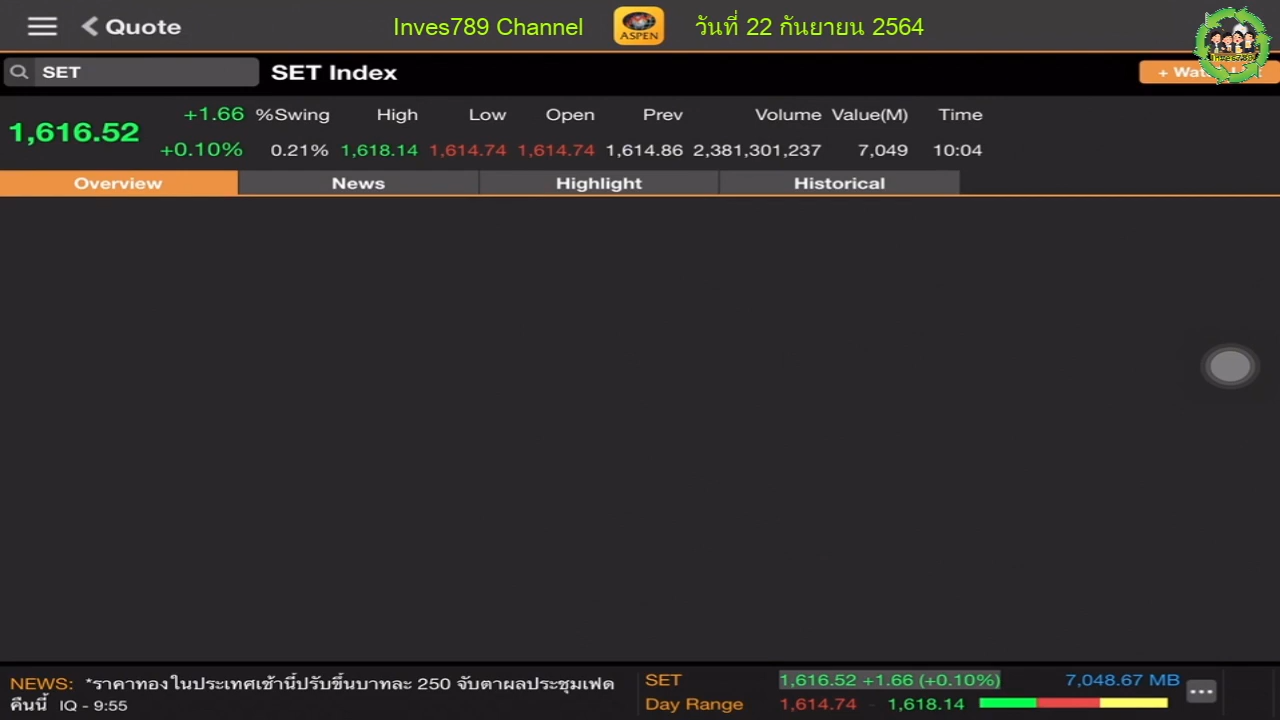 Quote
Inves789 Channel
ASPEN
วันที่ 22 กันยายน 2564
Inves789
SET
SET Index
1,616.52
+1.66
+0.10%
%Swing High Low Open Prev Volume Value(M) Time
0.21% 1,618.14 1,614.74 1,614.74 1,614.86 2,381,301,237 7,049 10:04
Overview News Highlight Historical
NEWS: *ราคาทองในประเทศเช้านี้ปรับขึ้นบาทละ 250 จับตาผลประชุมเฟด
คืนนี้ IQ - 9:55
SET 1,616.52 +1.66 (+0.10%) 7,048.67 MB
Day Range 1,614.74 - 1,618.14